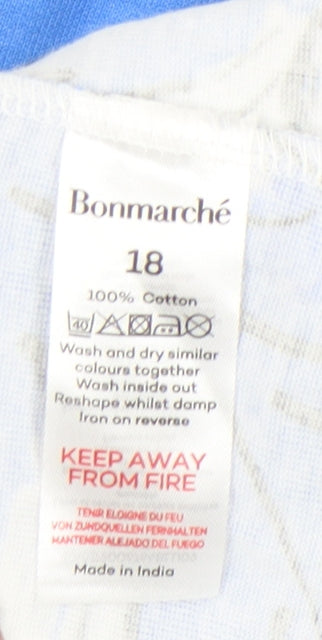 Bonmarché
18
100% Cotton
40
Wash and dry similar
colours together
Wash inside out
Reshape whilst damp
Iron on reverse
KEEP AWAY
FROM FIRE
TENIR ELOIGNE DU FEU
VON ZUNDQUELLEN FERNHALTEN
MANTENER ALEJADO DEL FUEGO
Made in India